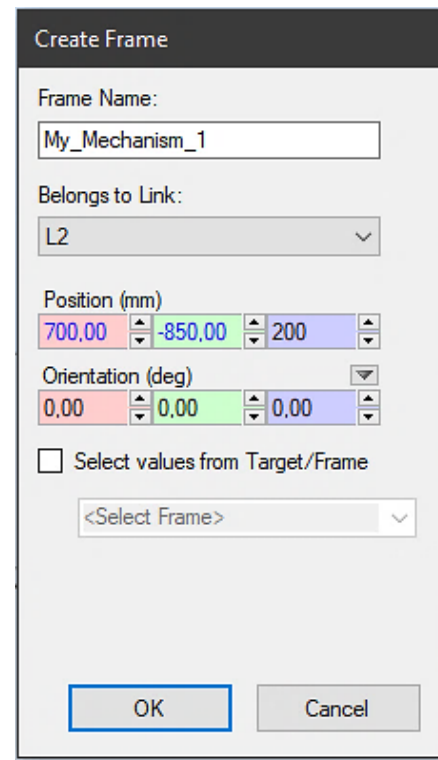 Create Frame
Frame Name:
My_Mechanism_1
Belongs to Link:
L2
Position (mm)
700,00 -850,00 200
Orientation (deg)
0,00 0,00 0,00
Select values from Target/Frame
<Select Frame>
OK Cancel